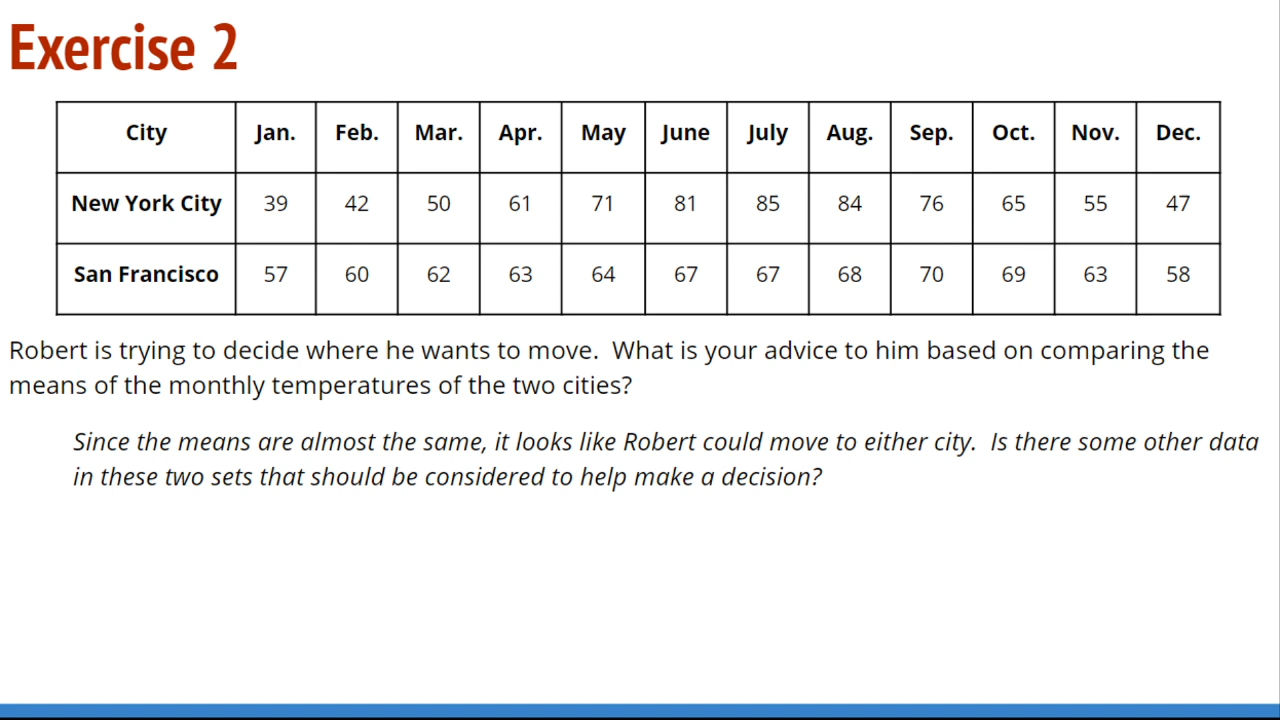 Exercise 2
City Jan. Feb. Mar. Apr. May June July Aug. Sep. Oct. Nov. Dec.
New York City 39 42 50 61 71 81 85 84 76 65 55 47
San Francisco 57 60 62 63 64 67 67 68 70 69 63 58
Robert is trying to decide where he wants to move. What is your advice to him based on comparing the
means of the monthly temperatures of the two cities?
Since the means are almost the same, it looks like Robert could move to either city. Is there some other data
in these two sets that should be considered to help make a decision?